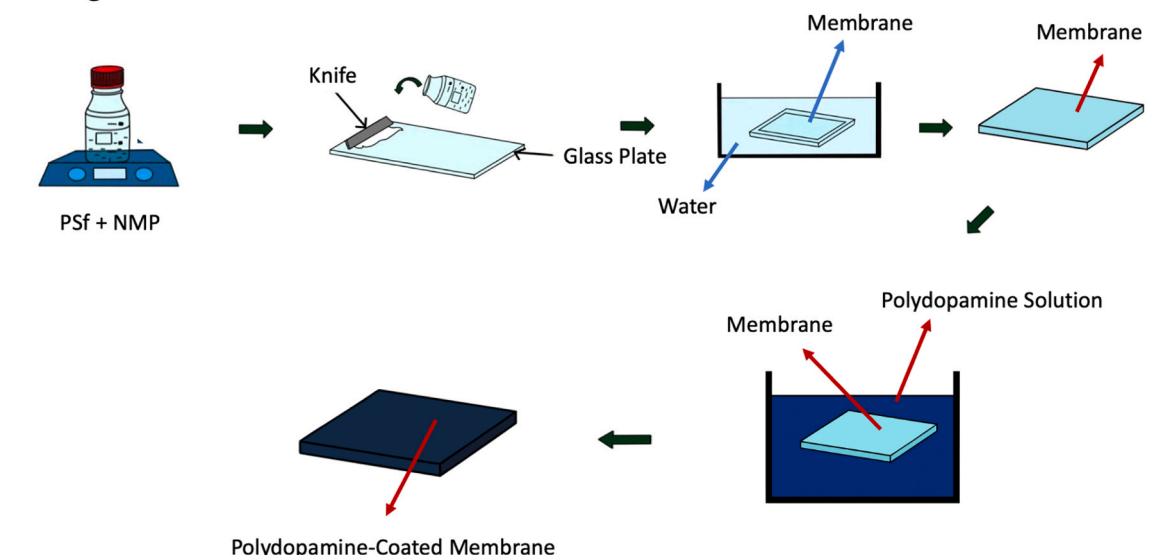 Membrane
Membrane
Knife
Glass Plate
Water
PSf + NMP
Polydopamine Solution
Membrane
Polydopamine-Coated Membrane